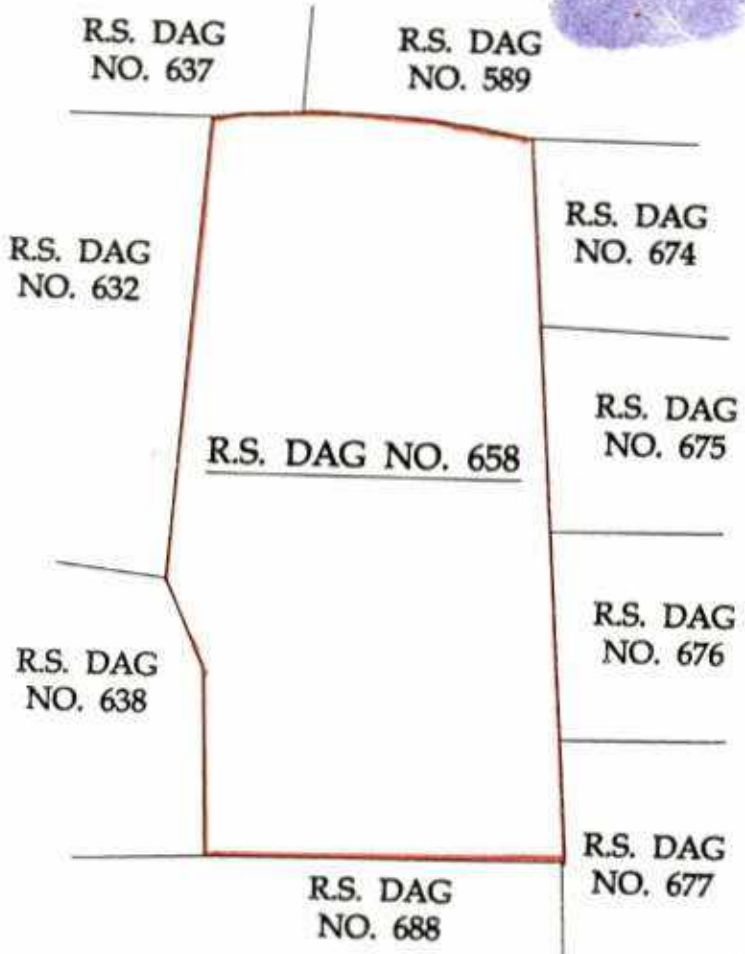 R.S. DAG
NO. 637
R.S. DAG
NO. 589
R.S. DAG
NO. 632
R.S. DAG
NO. 674
R.S. DAG
NO. 675
R.S. DAG NO. 658
R.S. DAG
NO. 676
R.S. DAG
NO. 638
R.S. DAG
NO. 677
R.S. DAG
NO. 688